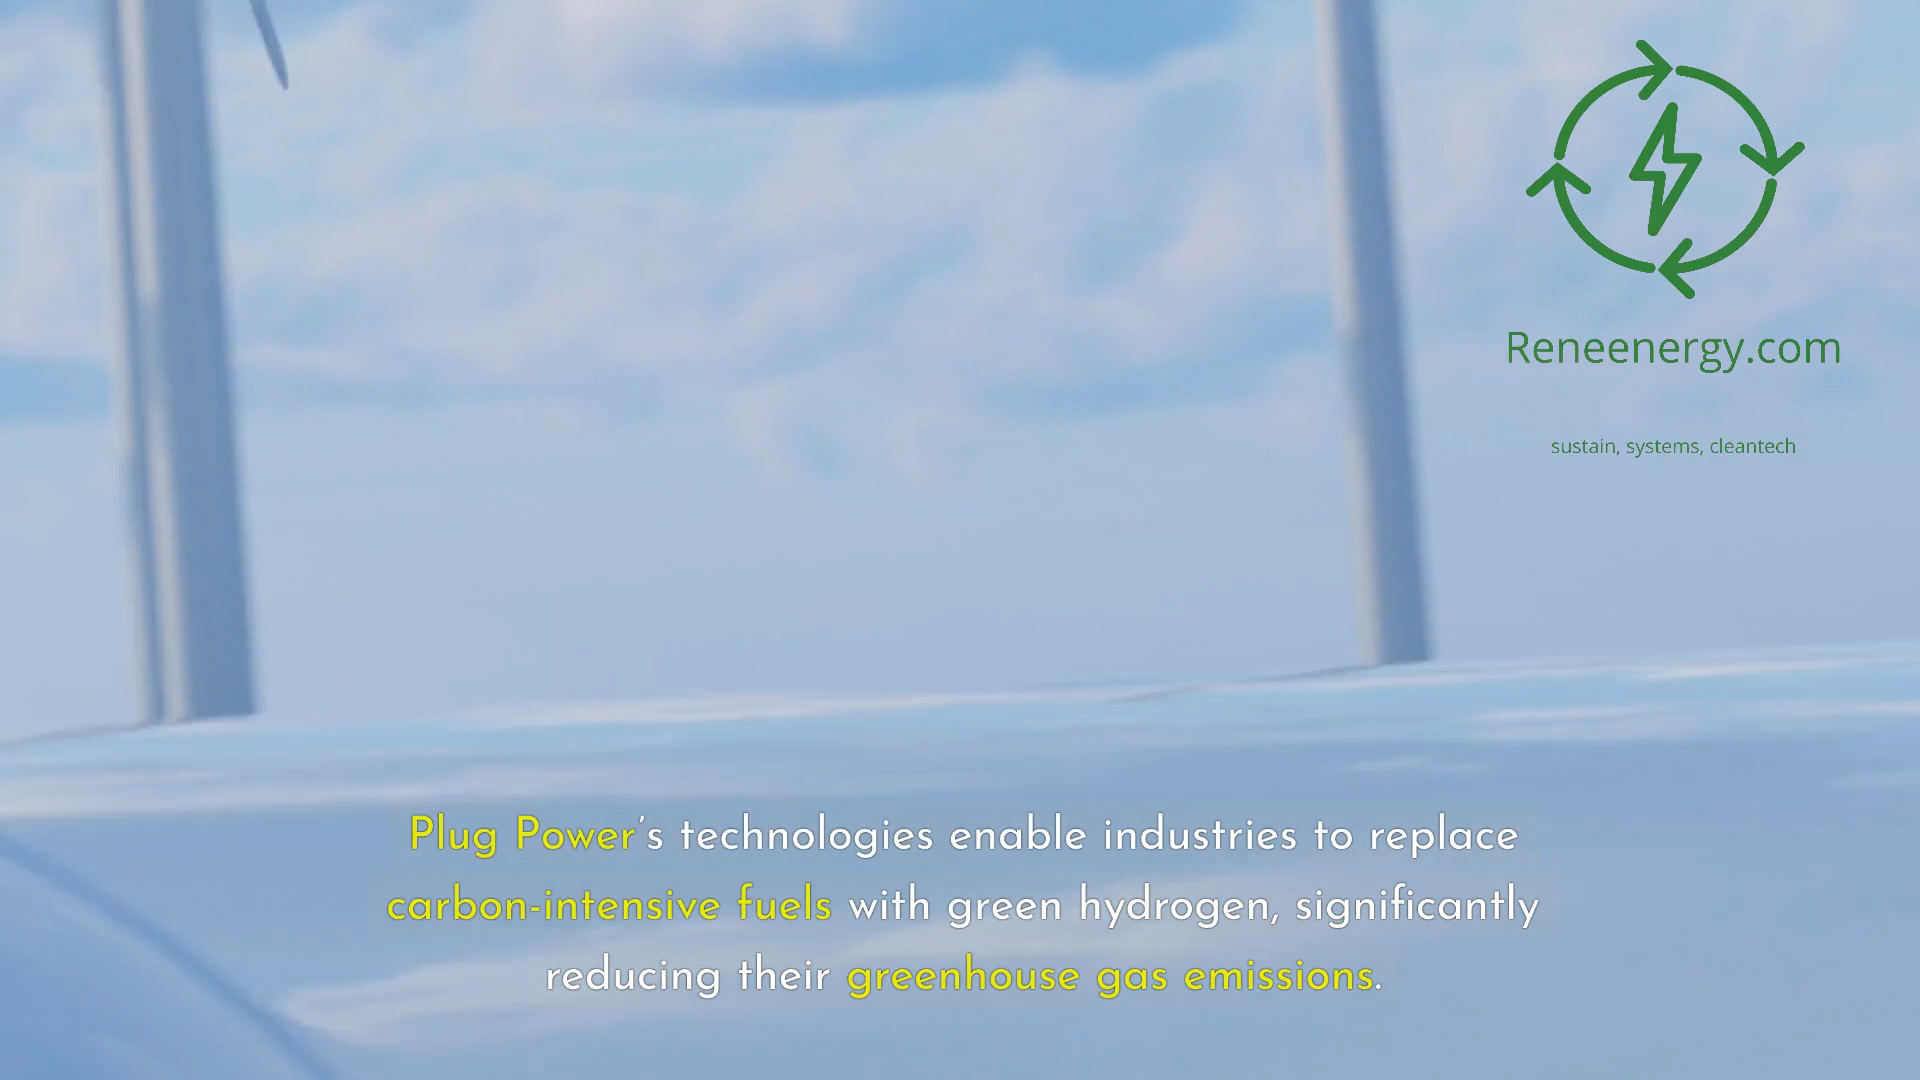 Reneenergy.com
sustain, systems, cleantech
Plug Power’s technologies enable industries to replace
carbon-intensive fuels with green hydrogen, significantly
reducing their greenhouse gas emissions.